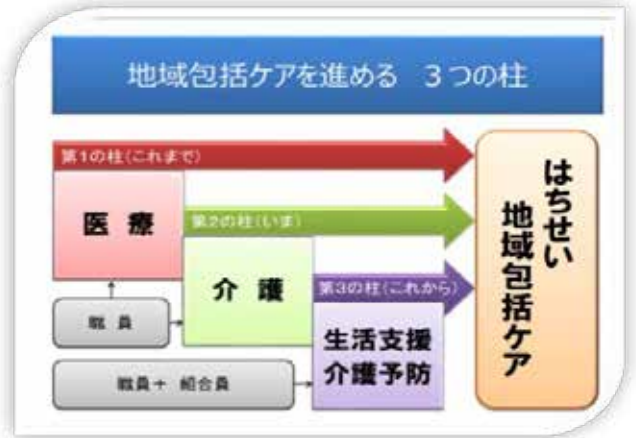 地域包括ケアを進める 3つの柱
第1の柱(これまで)
医 療
第2の柱(いま)
介 護
第3の柱(これから)
生活支援
介護予防
職 員
職員+ 組合員
はちせい
地域包括ケア